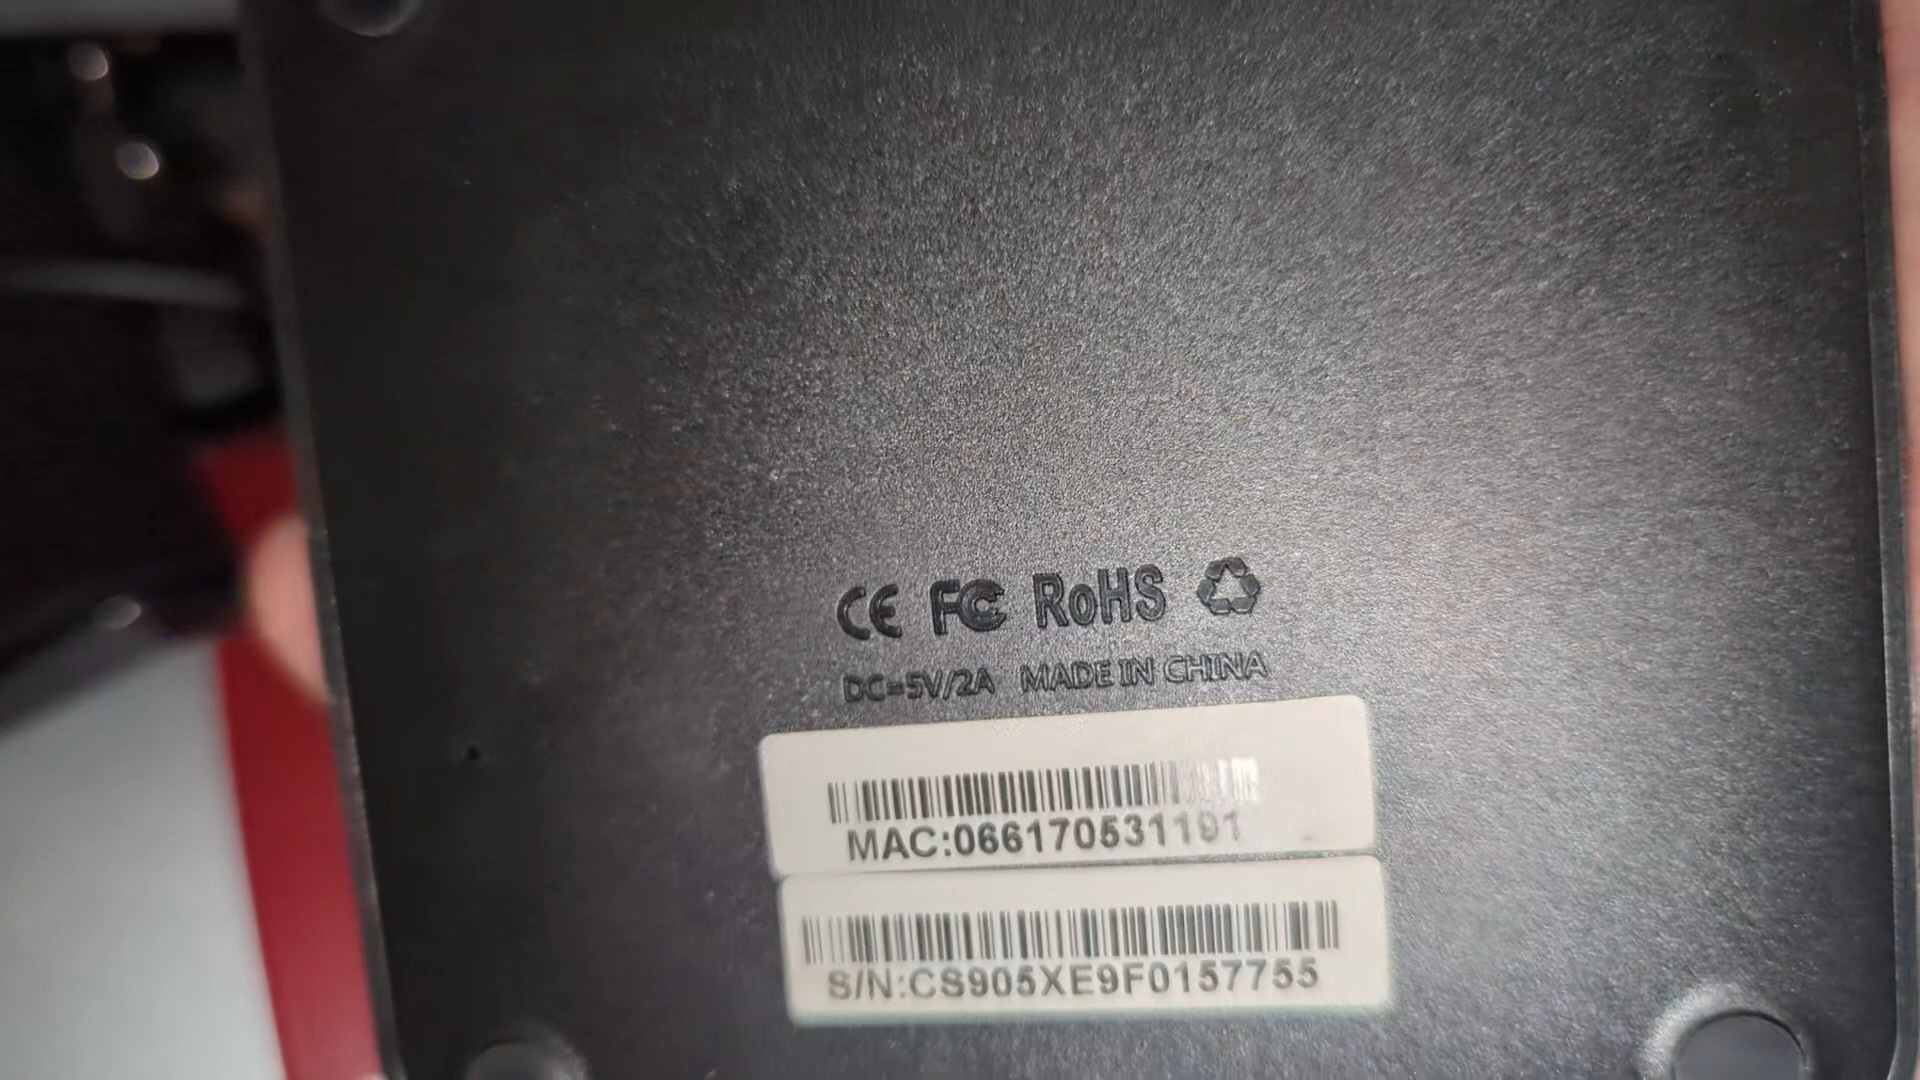 CE FC RoHS
DC=5V/2A MADE IN CHINA
MAC:066170531191
S/N:CS905XE9F0157755